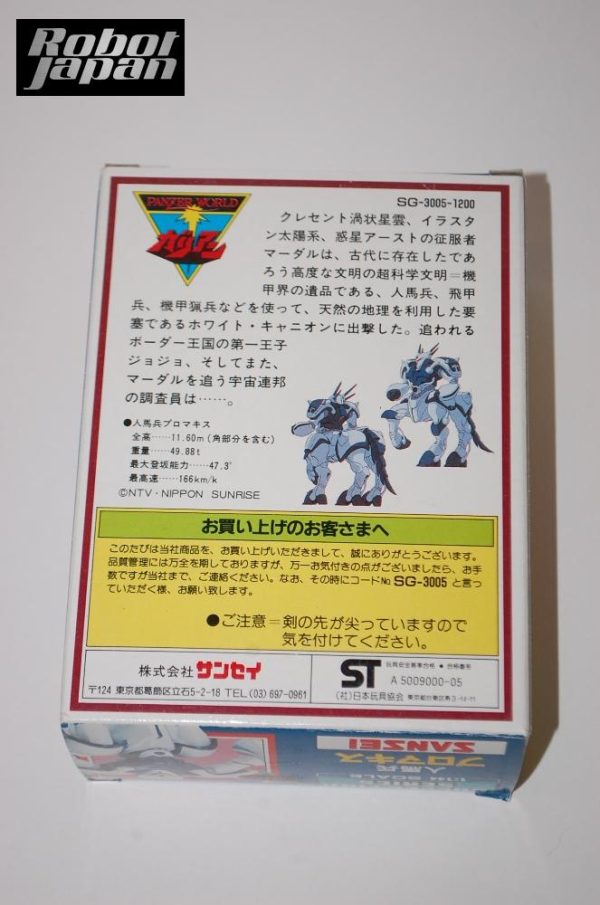 Robot
Japan
PANZER WORLD
SG-3005-1200
クレセント渦状星雲、イラスタ
ン太陽系、惑星アーストの征服者
マーダルは、古代に存在したであ
ろう高度な文明の超科学文明=機
甲界の遺品である、人馬兵、飛甲
兵、機甲猟兵などを使って、天然の地理を利用した要
塞であるホワイト・キャニオンに出撃した。追われる
ボーダー王国の第一王子
ジョジョ、そしてまた、
マーダルを追う宇宙連邦
の調査員は……。
●人馬兵プロマキス
全高……11.60m(角部分を含む)
重量……49.88t
最大登坂能力……47.3°
最高速……166km/k
©NTV・NIPPON SUNRISE
お買い上げのお客さまへ
このたびは当社商品を、お買い上げいただきまして、誠にありがとうございます。
品質管理には万全を期しておりますが、万一お気付きの点がございましたら、お手
数ですが当社まで、ご連絡ください。なお、その時にコードNo.SG-3005 と言っ
ていただく様、お願い致します。
●ご注意=剣の先が尖っていますので
気を付けてください。
株式会社 サンセイ
〒124 東京都葛飾区立石5-2-18 TEL(03)697-0961
ST 玩具安全基準合格 ● 合格番号
A 5009000-05
(社)日本玩具協会
SANSEI
プロマキス
人馬兵
1:144 SCALE